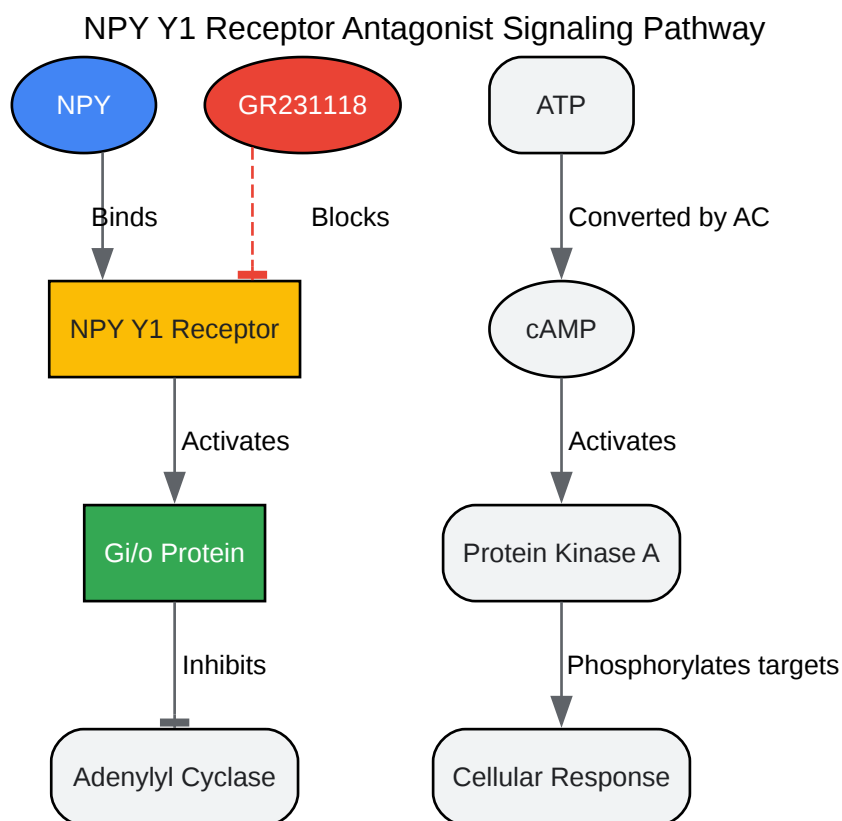 NPY Y1 Receptor Antagonist Signaling Pathway
NPY
GR231118
ATP
Binds
Blocks
Converted by AC
NPY Y1 Receptor
cAMP
Activates
Activates
Gi/o Protein
Protein Kinase A
Inhibits
Phosphorylates targets
Adenylyl Cyclase
Cellular Response